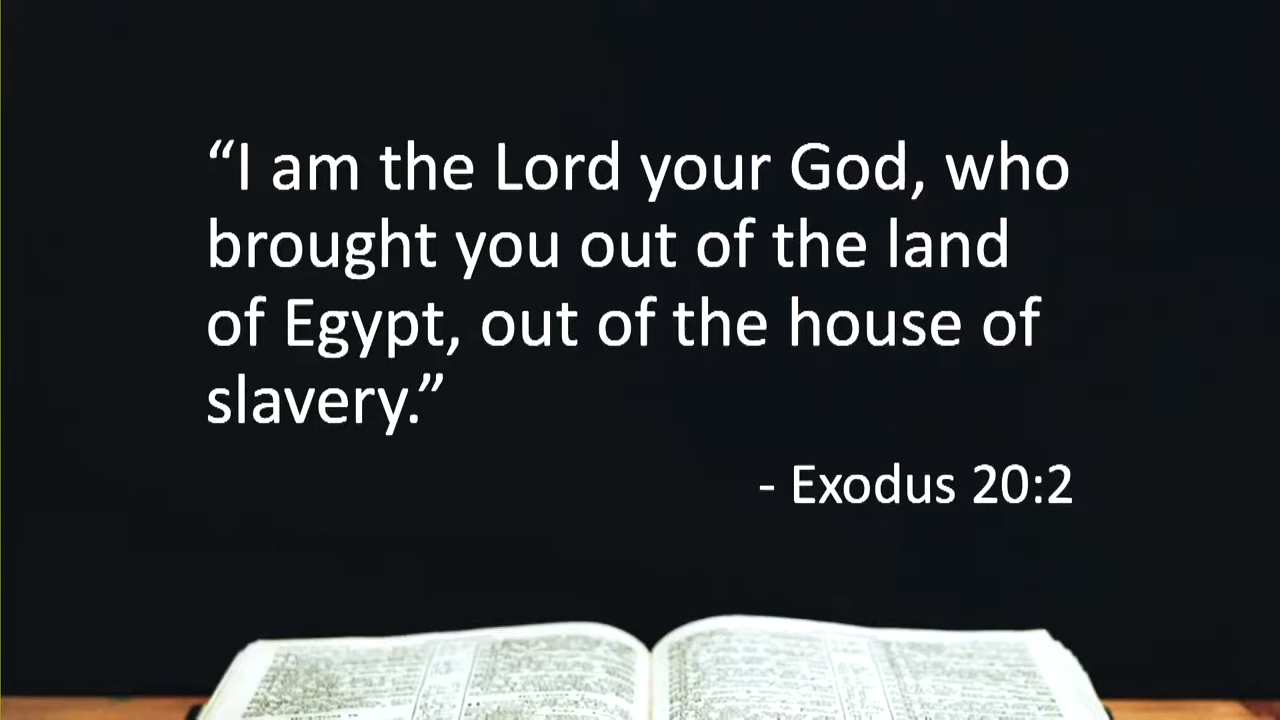 “I am the Lord your God, who
brought you out of the land
of Egypt, out of the house of
slavery.”
- Exodus 20:2